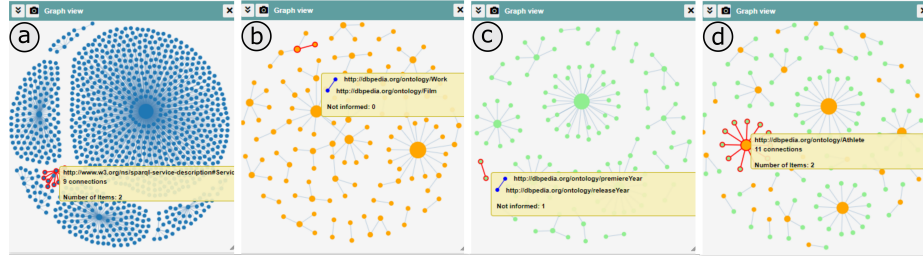 Graph view
a
http://www.w3.org/ns/sparql-service-description#Servic
9 connections
Number of Items: 2
Graph view
b
http://dbpedia.org/ontology/Work
http://dbpedia.org/ontology/Film
Not informed: 0
Graph view
c
http://dbpedia.org/ontology/premiereYear
http://dbpedia.org/ontology/releaseYear
Not informed: 1
Graph view
d
http://dbpedia.org/ontology/Athlete
11 connections
Number of Items: 2